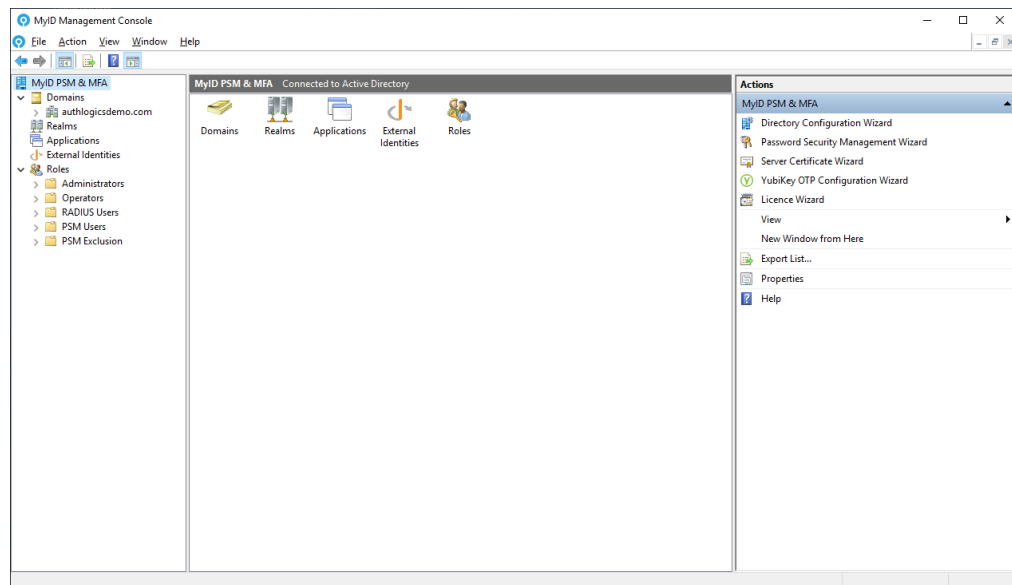 MyID Management Console
File Action View Window Help
MyID PSM & MFA
Domains
authlogicsdemo.com
Realms
Applications
External Identities
Roles
Administrators
Operators
RADIUS Users
PSM Users
PSM Exclusion
MyID PSM & MFA Connected to Active Directory
Domains
Realms
Applications
External
Identities
Roles
Actions
MyID PSM & MFA
Directory Configuration Wizard
Password Security Management Wizard
Server Certificate Wizard
YubiKey OTP Configuration Wizard
Licence Wizard
View
New Window from Here
Export List...
Properties
Help